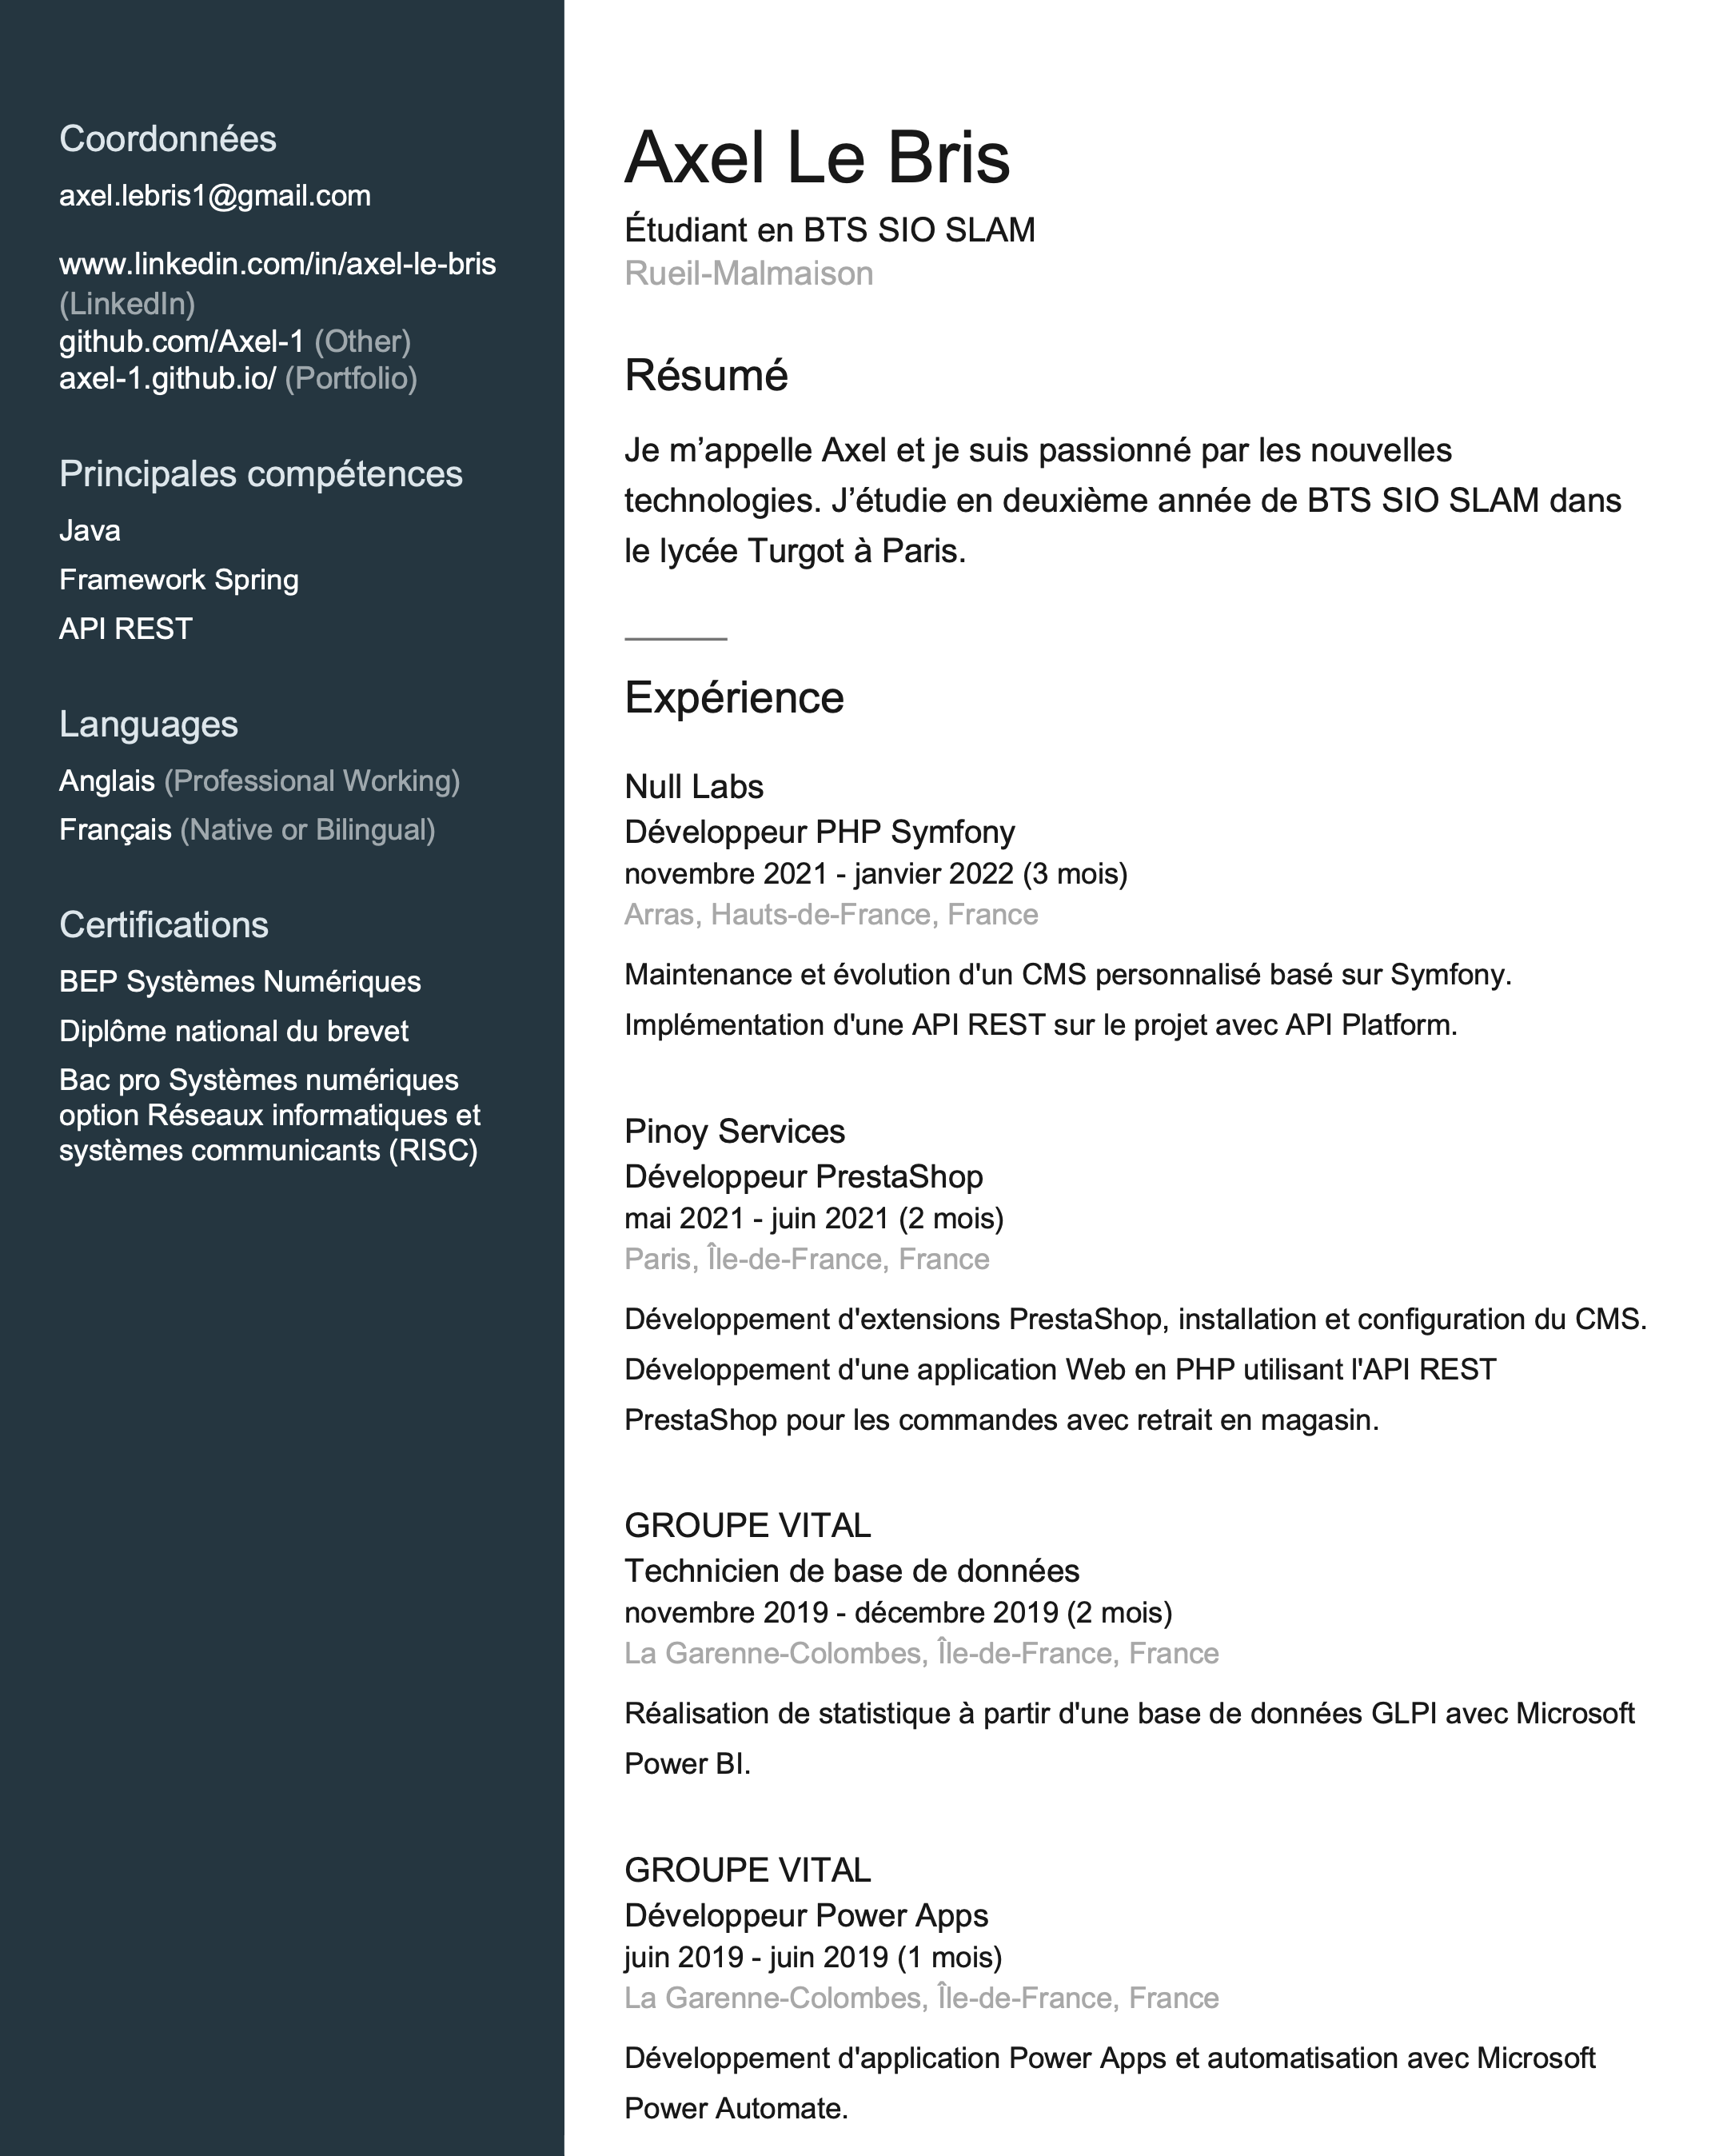 Coordonnées
axel.lebris1@gmail.com
www.linkedin.com/in/axel-le-bris
(LinkedIn)
github.com/Axel-1 (Other)
axel-1.github.io/ (Portfolio)
Principales compétences
Java
Framework Spring
API REST
Languages
Anglais (Professional Working)
Français (Native or Bilingual)
Certifications
BEP Systèmes Numériques
Diplôme national du brevet
Bac pro Systèmes numériques
option Réseaux informatiques et
systèmes communicants (RISC)
Axel Le Bris
Étudiant en BTS SIO SLAM
Rueil-Malmaison
Résumé
Je m’appelle Axel et je suis passionné par les nouvelles
technologies. J’étudie en deuxième année de BTS SIO SLAM dans
le lycée Turgot à Paris.
Expérience
Null Labs
Développeur PHP Symfony
novembre 2021 - janvier 2022 (3 mois)
Arras, Hauts-de-France, France
Maintenance et évolution d'un CMS personnalisé basé sur Symfony.
Implémentation d'une API REST sur le projet avec API Platform.
Pinoy Services
Développeur PrestaShop
mai 2021 - juin 2021 (2 mois)
Paris, Île-de-France, France
Développement d'extensions PrestaShop, installation et configuration du CMS.
Développement d'une application Web en PHP utilisant l'API REST
PrestaShop pour les commandes avec retrait en magasin.
GROUPE VITAL
Technicien de base de données
novembre 2019 - décembre 2019 (2 mois)
La Garenne-Colombes, Île-de-France, France
Réalisation de statistique à partir d'une base de données GLPI avec Microsoft
Power BI.
GROUPE VITAL
Développeur Power Apps
juin 2019 - juin 2019 (1 mois)
La Garenne-Colombes, Île-de-France, France
Développement d'application Power Apps et automatisation avec Microsoft
Power Automate.